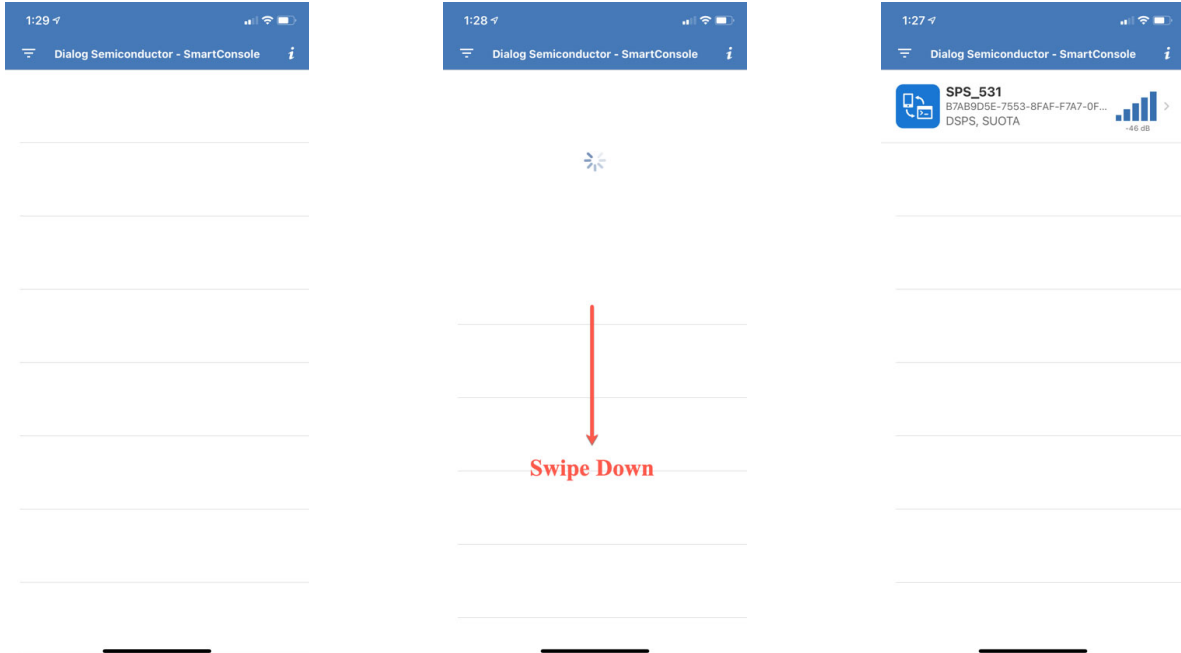 1:29
Dialog Semiconductor - SmartConsole i
1:28
Dialog Semiconductor - SmartConsole i
Swipe Down
1:27
Dialog Semiconductor - SmartConsole i
SPS_531
B7AB9D5E-7553-8FAF-F7A7-0F...
DSPS, SUOTA
-46 dB